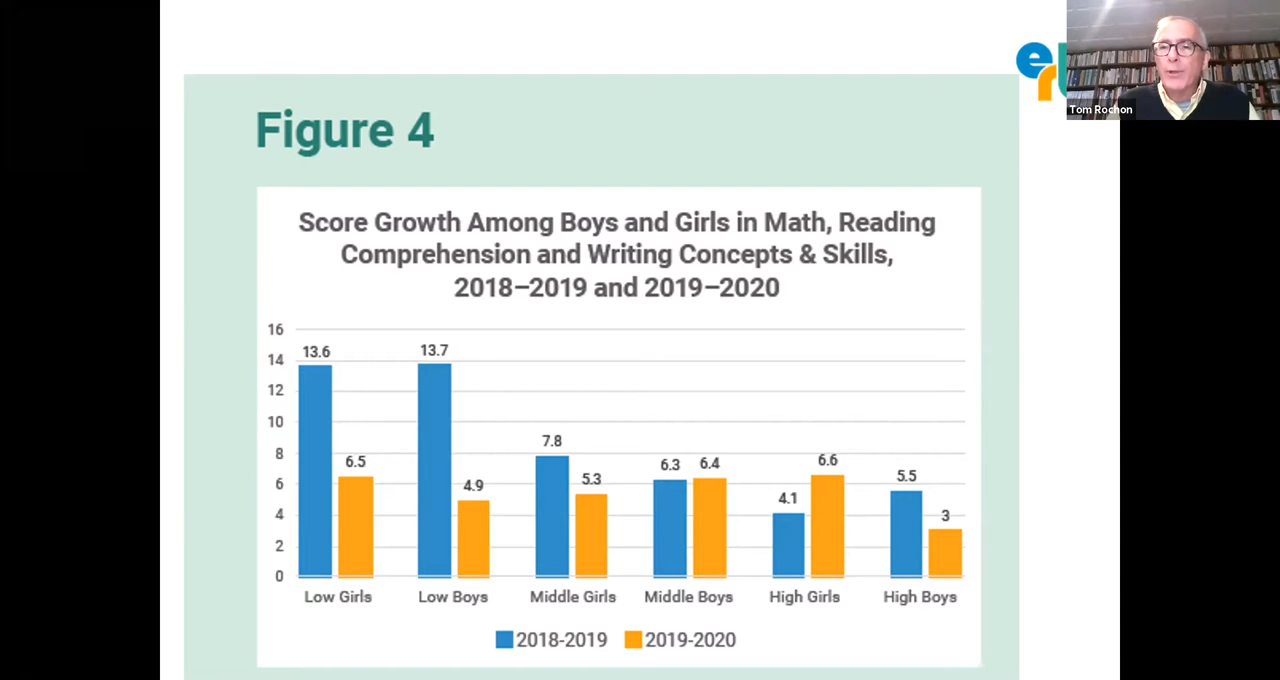 er
Tom Rochon
Figure 4
Score Growth Among Boys and Girls in Math, Reading
Comprehension and Writing Concepts & Skills,
2018–2019 and 2019–2020
16
14
12
10
8
6
4
2
0
13.6
6.5
13.7
4.9
7.8
5.3
6.3
6.4
4.1
6.6
5.5
3
Low Girls
Low Boys
Middle Girls
Middle Boys
High Girls
High Boys
2018-2019
2019-2020